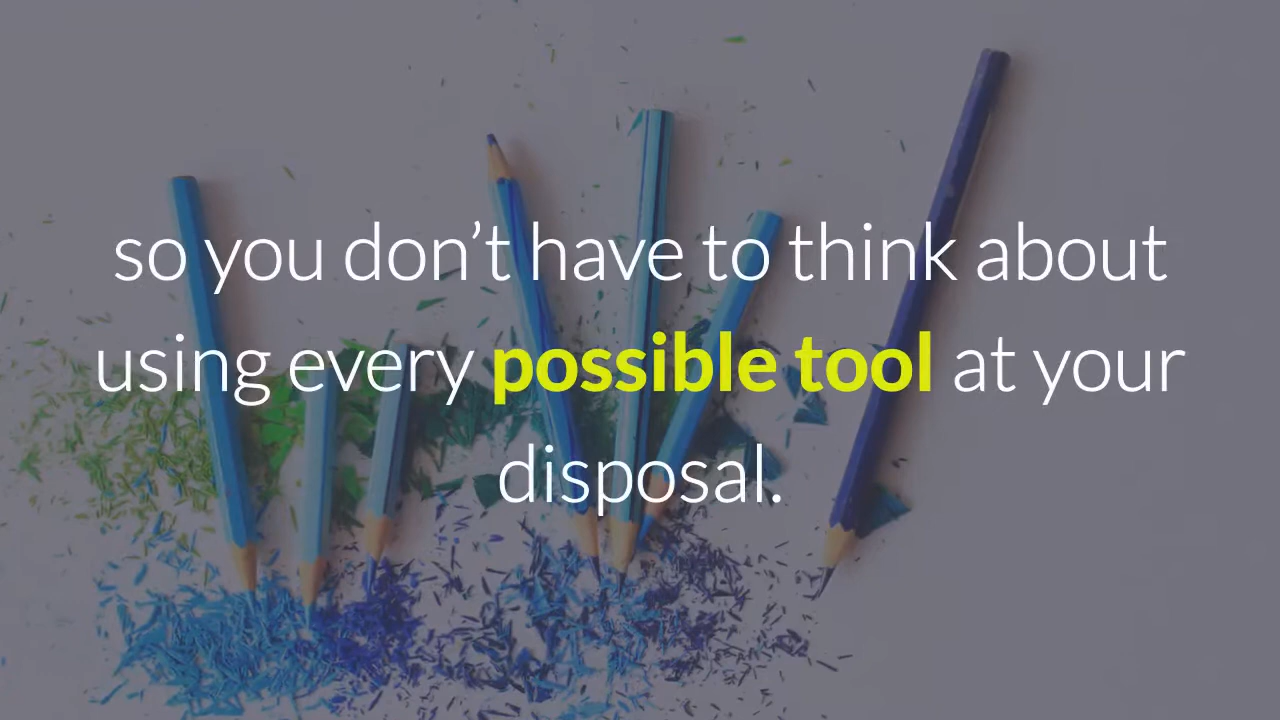 so you don’t have to think about
using every possible tool at your
disposal.